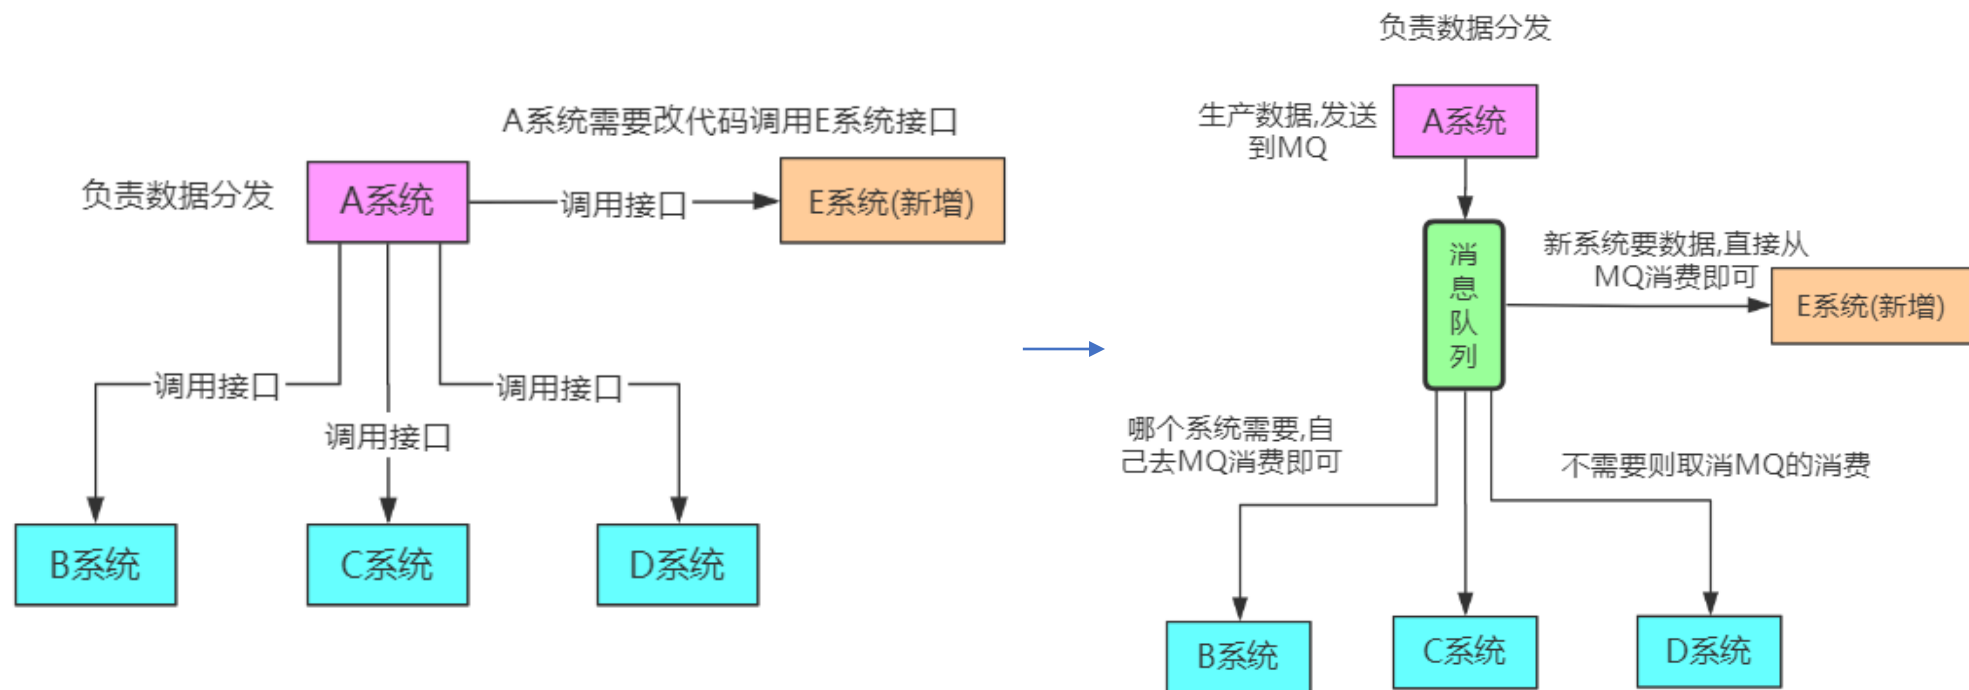 A系统需要改代码调用E系统接口
负责数据分发
A系统
调用接口
E系统(新增)
调用接口
调用接口
调用接口
B系统
C系统
D系统
负责数据分发
生产数据,发送
到MQ
A系统
消
息
队
列
新系统要数据,直接从
MQ消费即可
E系统(新增)
哪个系统需要,自
己去MQ消费即可
不需要则取消MQ的消费
B系统
C系统
D系统